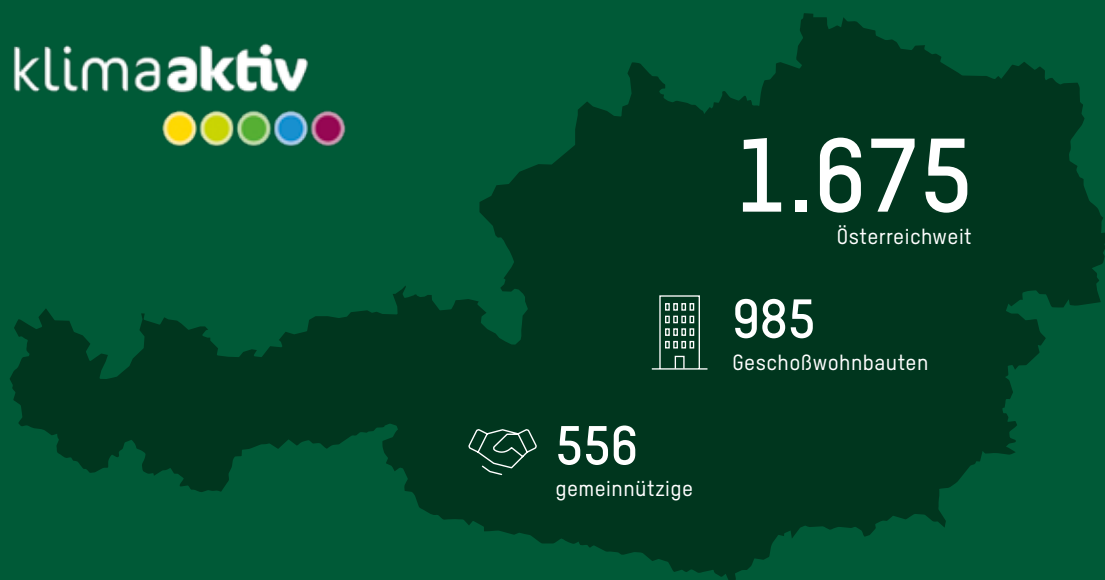 klimaaktiv
1.675
Österreichweit
985
Geschoßwohnbauten
556
gemeinnützige